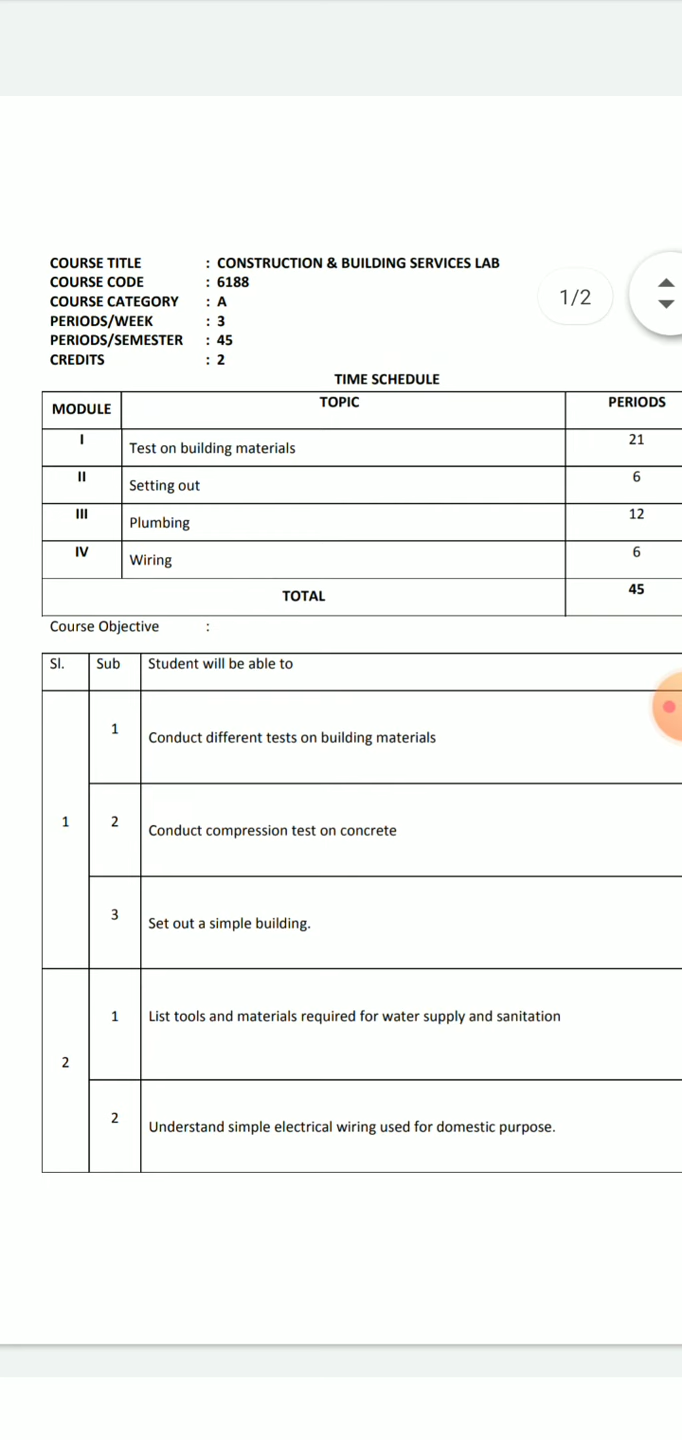 COURSE TITLE : CONSTRUCTION & BUILDING SERVICES LAB
COURSE CODE : 6188
COURSE CATEGORY : A
PERIODS/WEEK : 3
PERIODS/SEMESTER : 45
CREDITS : 2
1/2
TIME SCHEDULE
MODULE TOPIC PERIODS
I Test on building materials 21
II Setting out 6
III Plumbing 12
IV Wiring 6
TOTAL 45
Course Objective :
Sl. Sub Student will be able to
1 1 Conduct different tests on building materials
2 Conduct compression test on concrete
3 Set out a simple building.
2 1 List tools and materials required for water supply and sanitation
2 Understand simple electrical wiring used for domestic purpose.